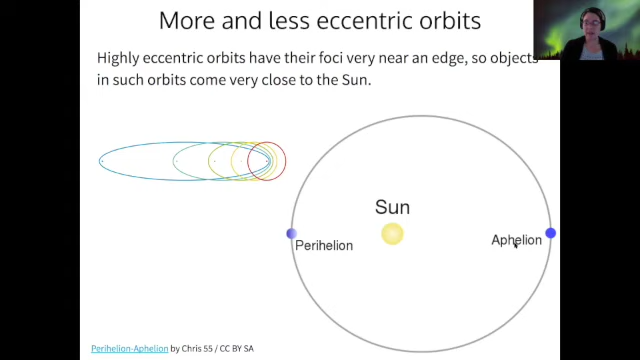 More and less eccentric orbits
Highly eccentric orbits have their foci very near an edge, so objects
in such orbits come very close to the Sun.
Sun
Perihelion
Aphelion
Perihelion-Aphelion by Chris 55 / CC BY SA